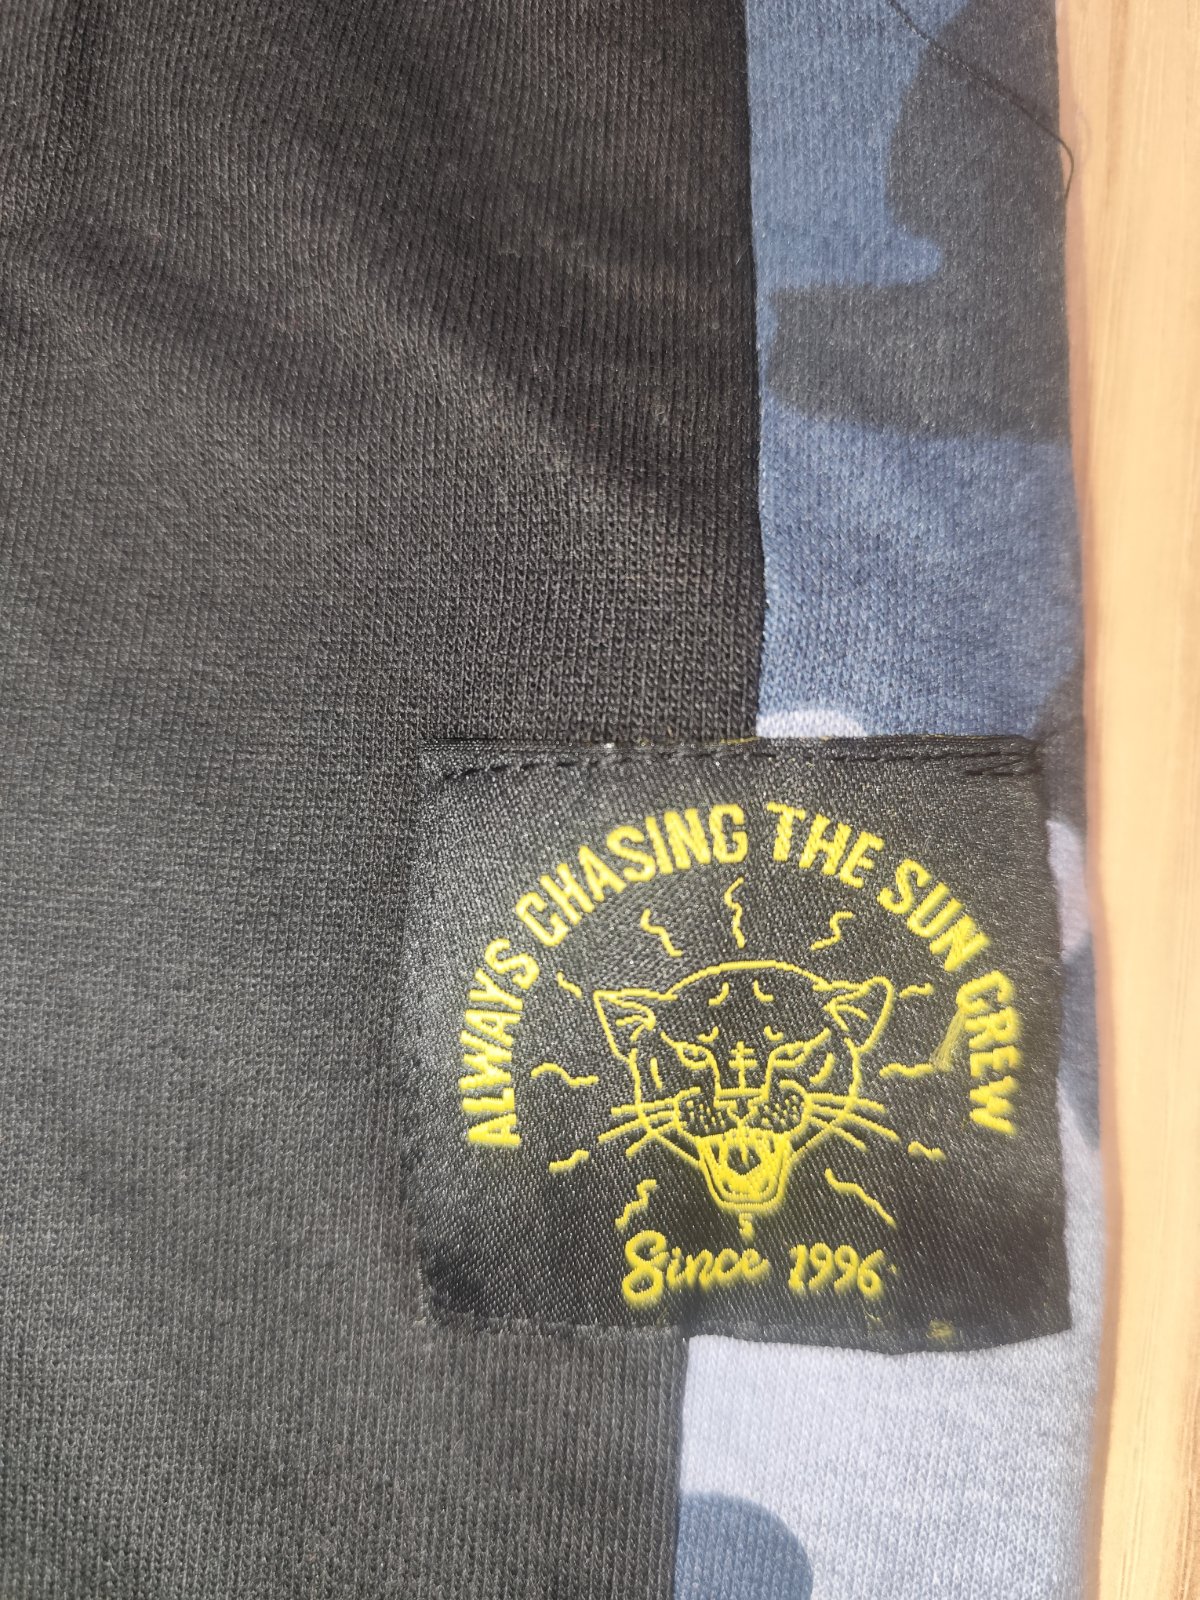 ALWAYS CHASING THE SUN CREW
S
Since 1996